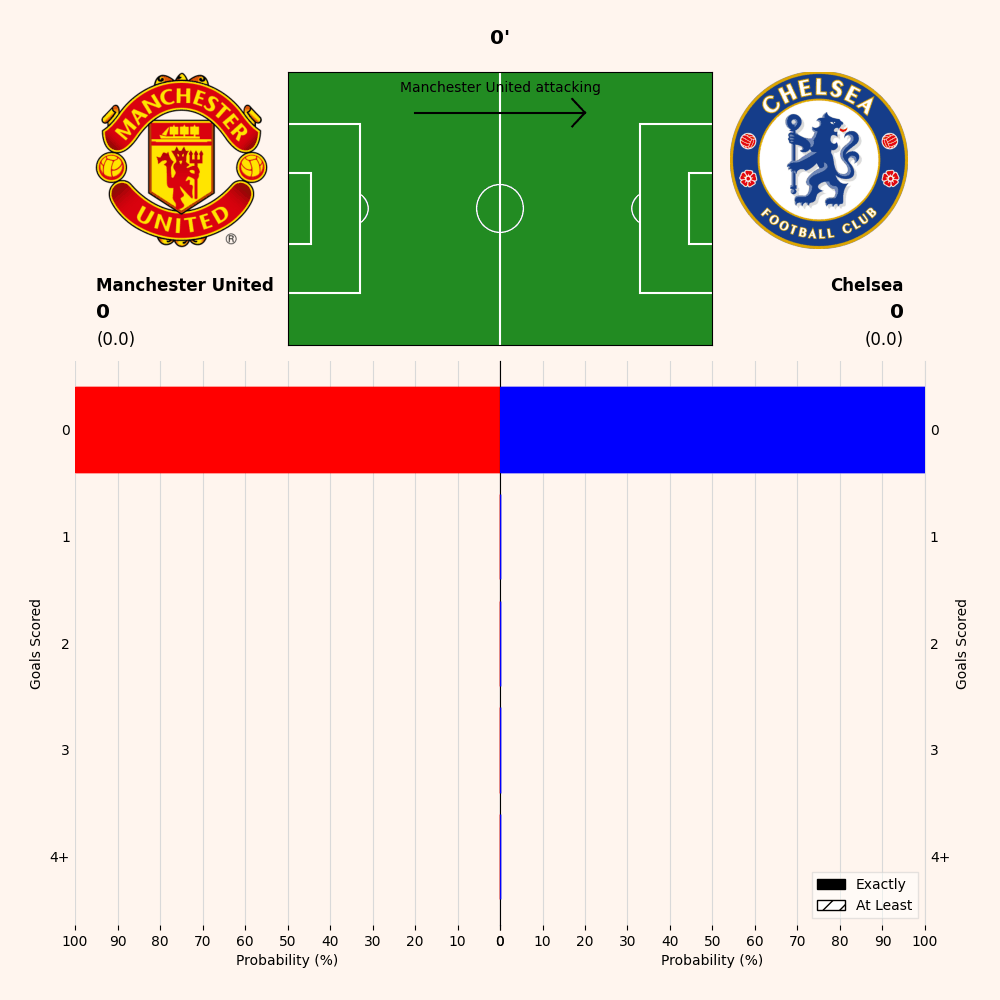 0'
MANCHESTER
UNITED
®
Manchester United attacking
CHELSEA
FOOTBALL CLUB
Manchester United
0
(0.0)
Chelsea
0
(0.0)
0
1
2
3
4+
Goals Scored
0
1
2
3
4+
Goals Scored
Exactly
At Least
100 90 80 70 60 50 40 30 20 10 0
Probability (%)
0 10 20 30 40 50 60 70 80 90 100
Probability (%)